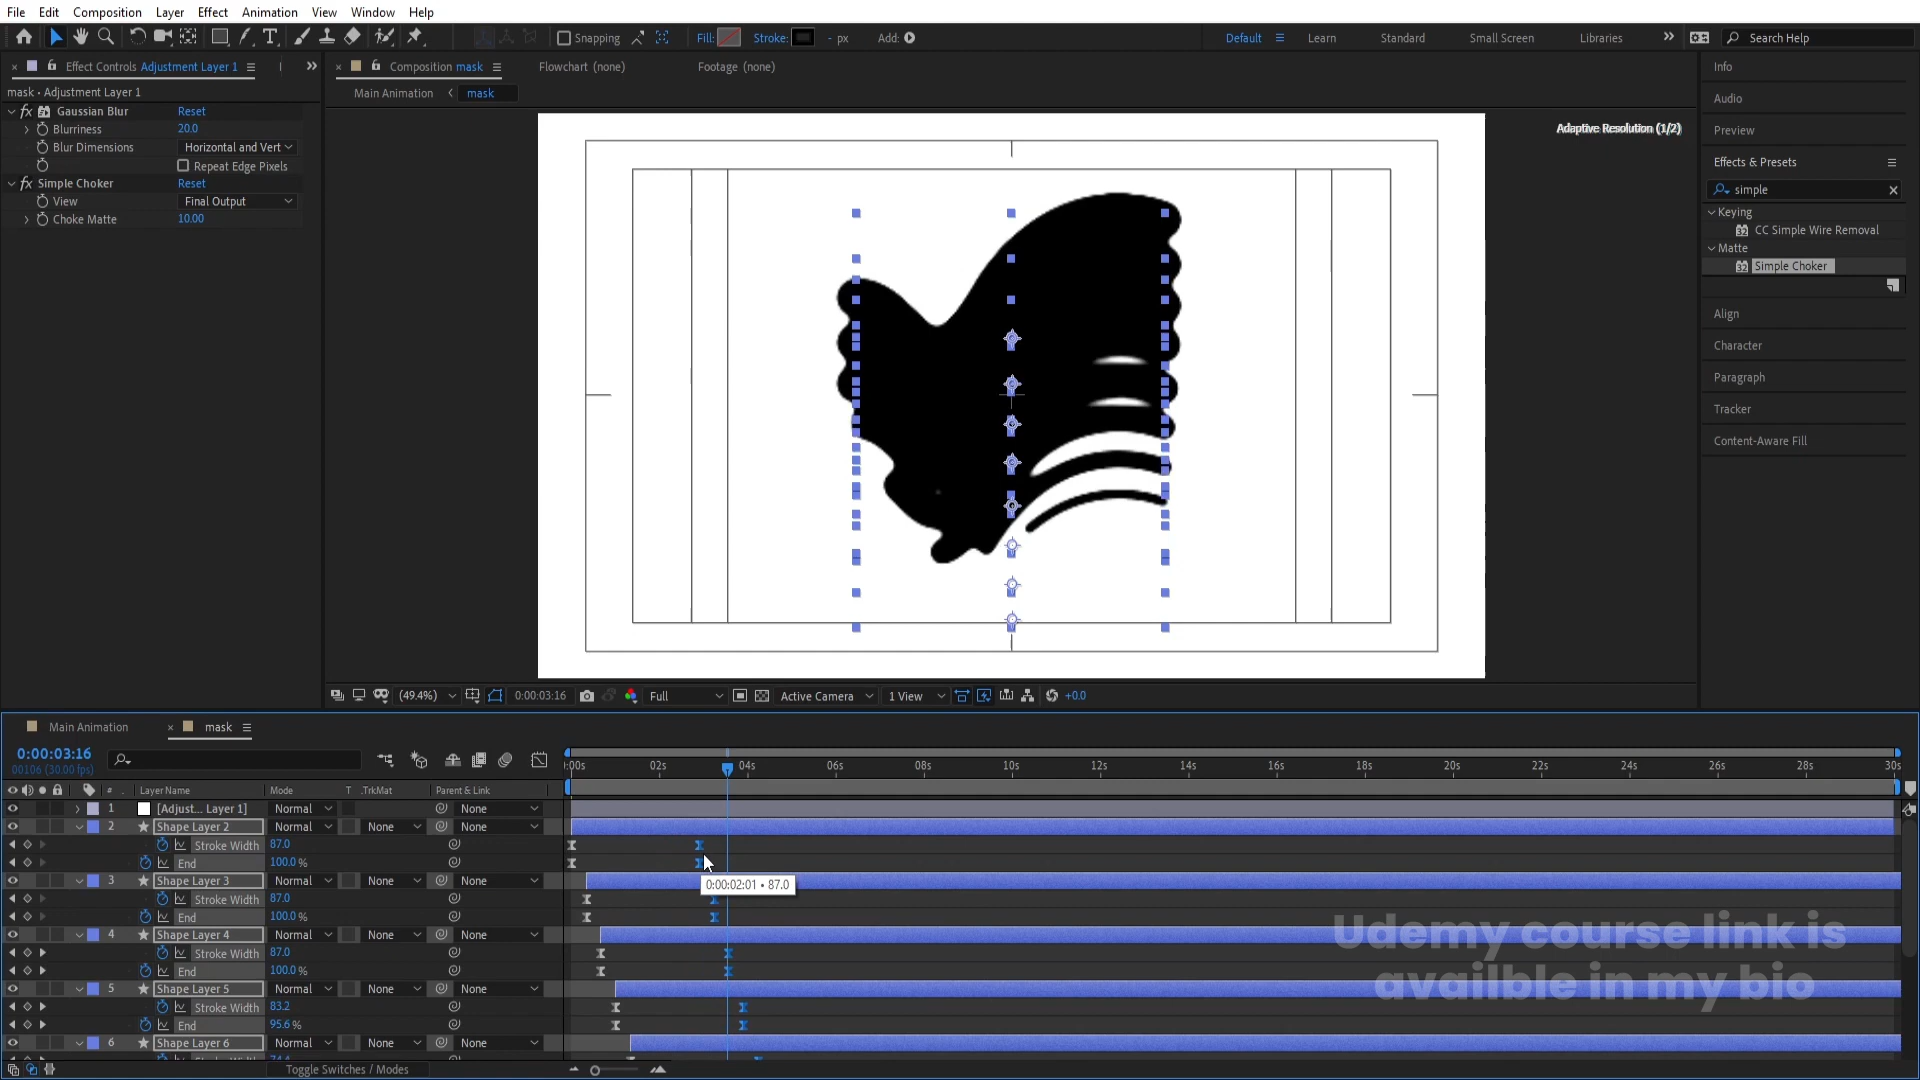 File Edit Composition Layer Effect Animation View Window Help
Snapping Fill: Stroke: - px Add: Default Learn Standard Small Screen Libraries Search Help
Effect Controls Adjustment Layer 1
Composition mask Flowchart (none) Footage (none)
mask • Adjustment Layer 1
Main Animation mask
Gaussian Blur Reset
Blurriness 20.0
Blur Dimensions Horizontal and Vert
Repeat Edge Pixels
Simple Choker Reset
View Final Output
Choke Matte 10.00
Adaptive Resolution (1/2)
Info
Audio
Preview
Effects & Presets
simple
Keying
CC Simple Wire Removal
Matte
Simple Choker
Align
Character
Paragraph
Tracker
Content-Aware Fill
(49.4%) 0:00:03:16 Full Active Camera 1 View +0.0
Main Animation mask
0:00:03:16
00106 (30.00 fps)
:00s 02s 04s 06s 08s 10s 12s 14s 16s 18s 20s 22s 24s 26s 28s 30s
# . Layer Name Mode T .TrkMat Parent & Link
1 [Adjust... Layer 1] Normal None
2 Shape Layer 2 Normal None None
Stroke Width 87.0
End 100.0 %
3 Shape Layer 3 Normal None None
0:00:02:01 • 87.0
Stroke Width 87.0
End 100.0 %
4 Shape Layer 4 Normal None None
Stroke Width 87.0
End 100.0 %
5 Shape Layer 5 Normal None None
Stroke Width 83.2
End 95.6 %
6 Shape Layer 6 Normal None None
Toggle Switches / Modes
Udemy course link is
availble in my bio